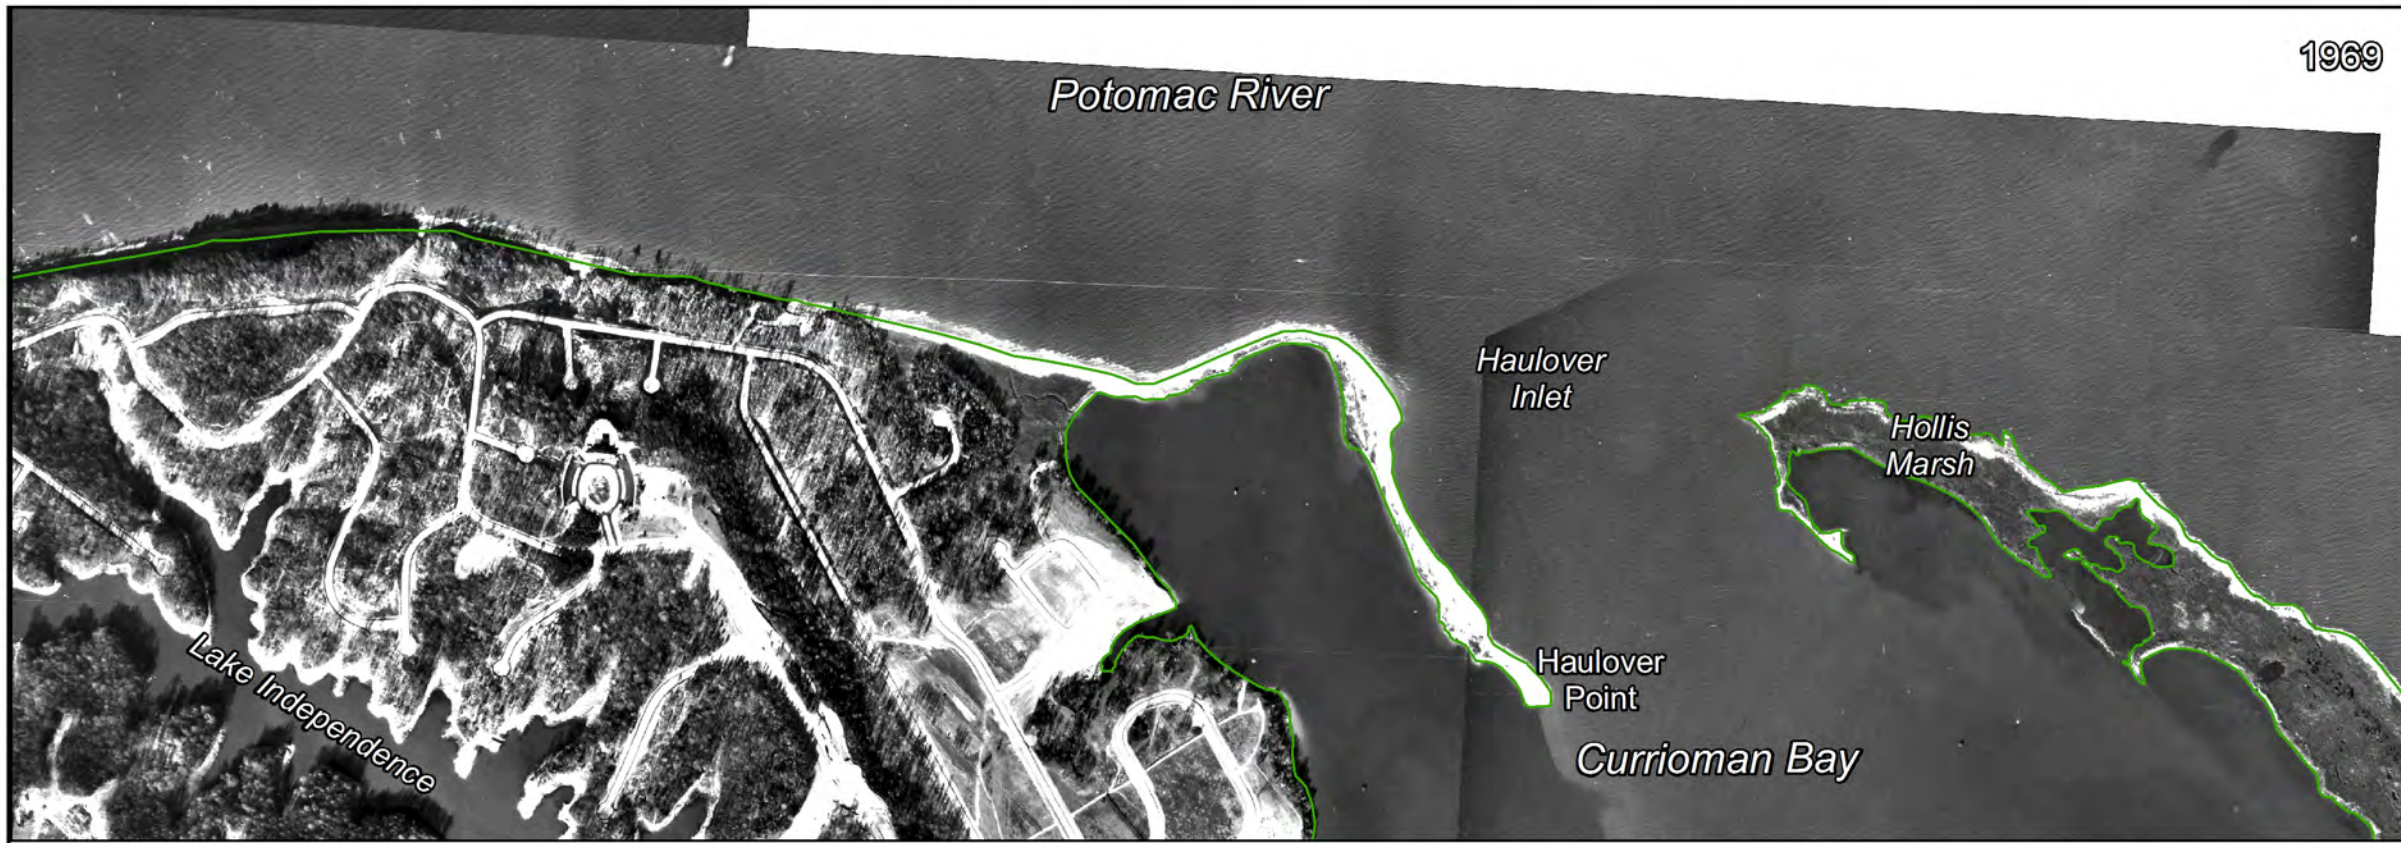 1969
Potomac River
Haulover
Inlet
Hollis
Marsh
Lake Independence
Haulover
Point
Currioman Bay